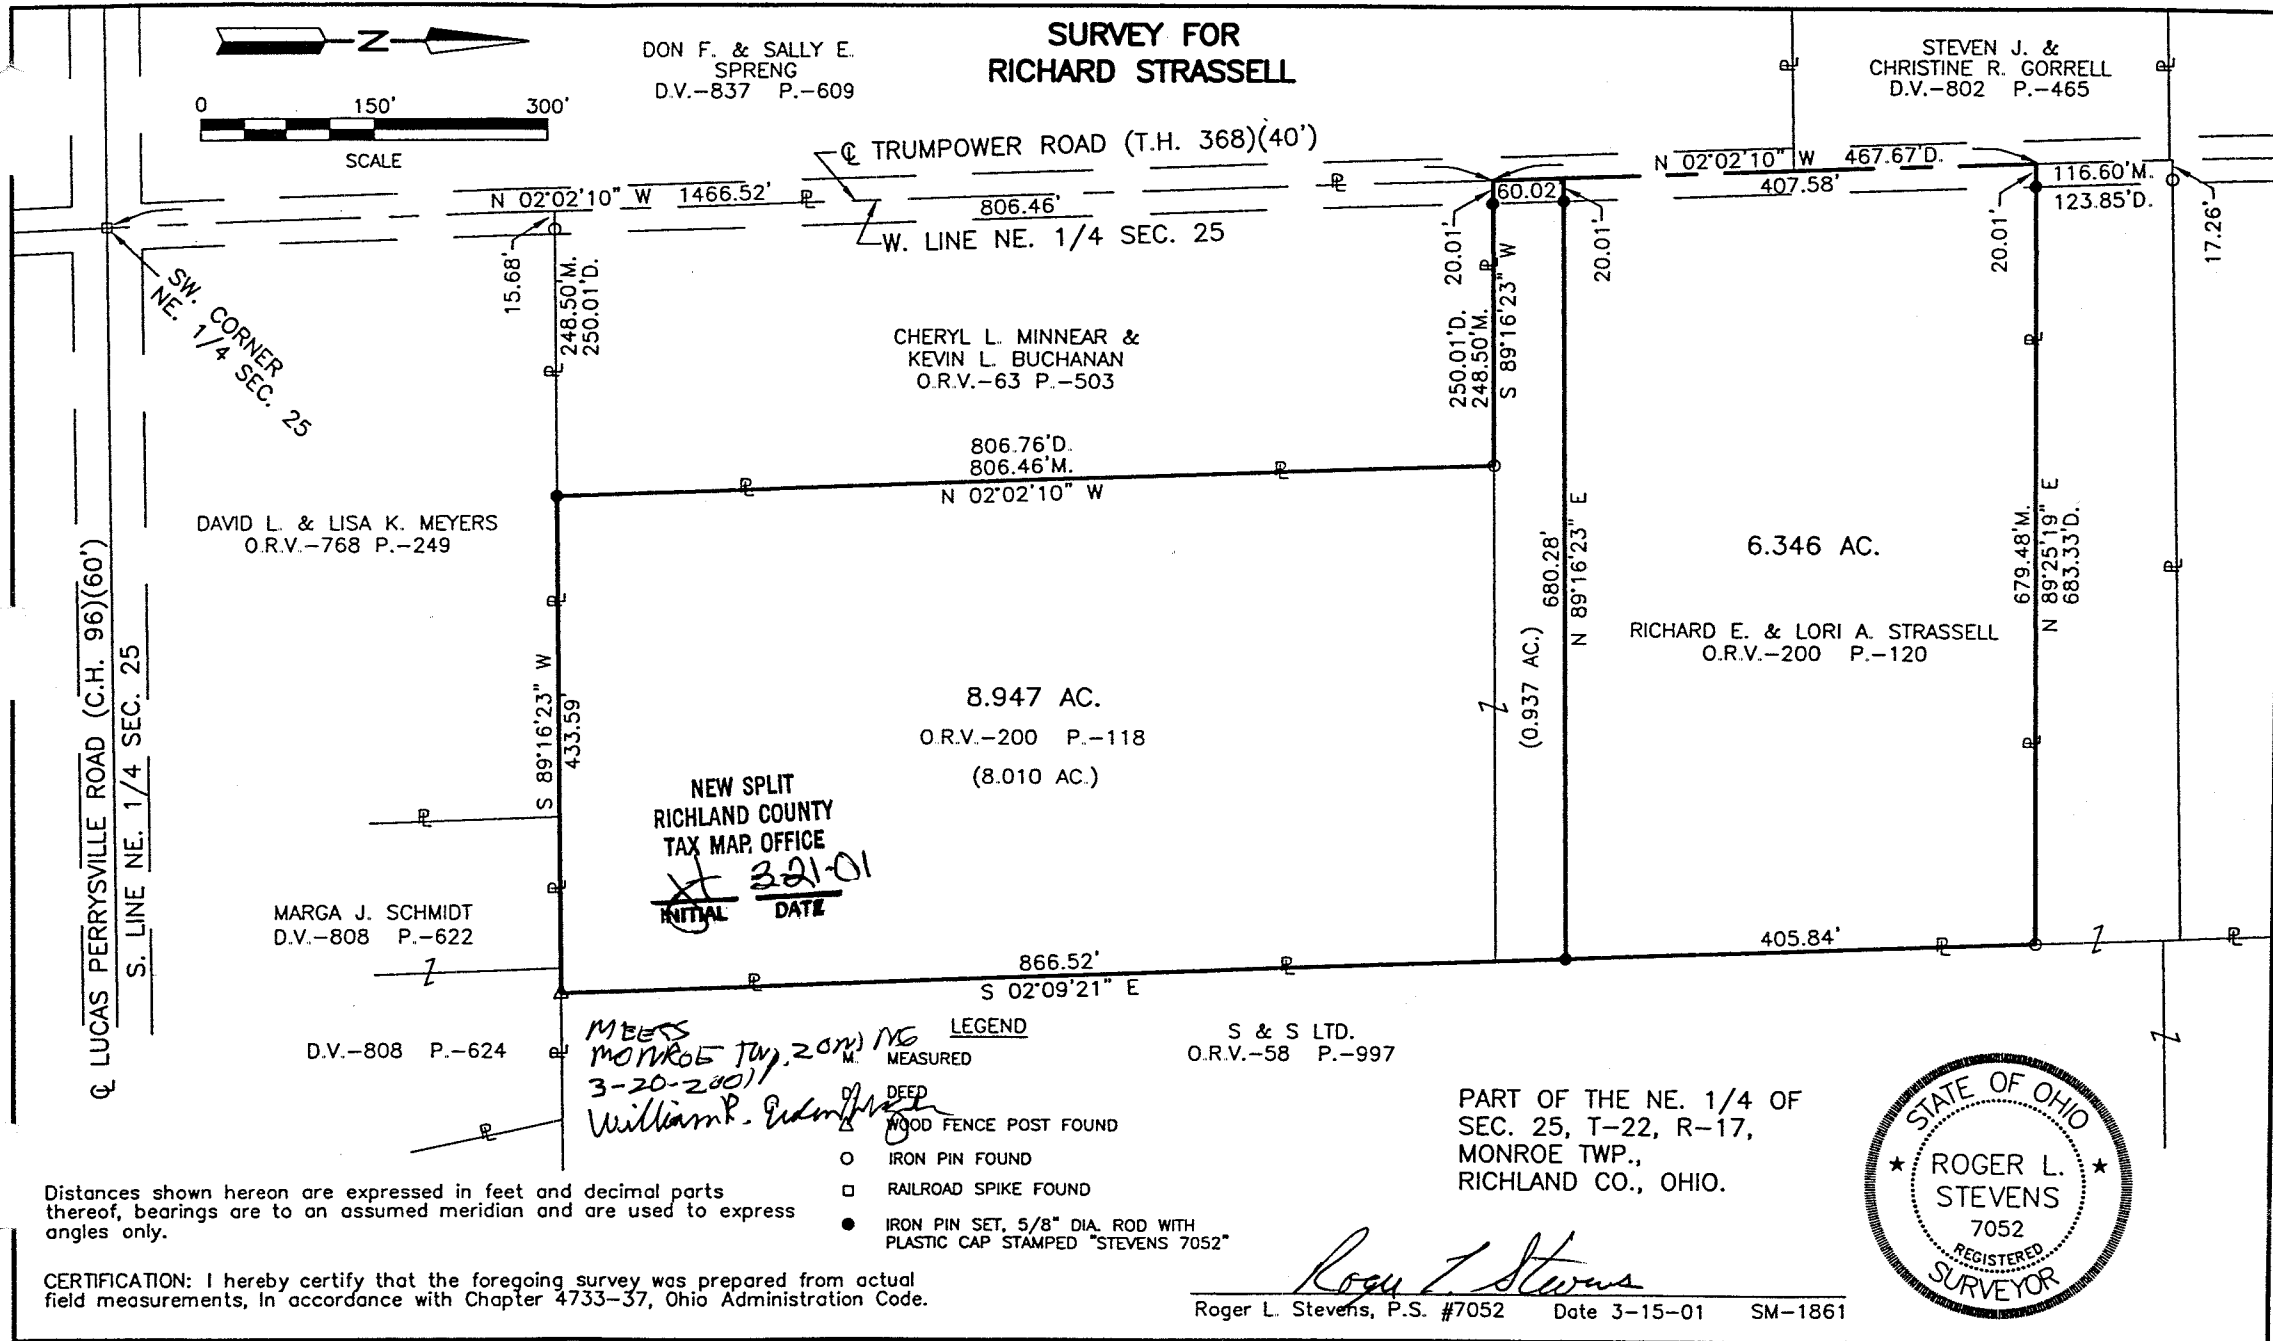 SURVEY FOR
RICHARD STRASSELL
N
0 150' 300'
SCALE
DON F. & SALLY E.
SPRENG
D.V.-837 P.-609
STEVEN J. &
CHRISTINE R. GORRELL
D.V.-802 P.-465
℄ TRUMPOWER ROAD (T.H. 368)(40')
N 02°02'10" W 1466.52'
806.46'
W. LINE NE. 1/4 SEC. 25
60.02'
N 02°02'10" W 467.67'D.
407.58'
116.60'M.
123.85'D.
17.26'
15.68'
248.50'M.
250.01'D.
20.01'
20.01'
20.01'
250.01'D.
248.50'M.
S 89°16'23" W
SW. CORNER
NE. 1/4 SEC. 25
CHERYL L. MINNEAR &
KEVIN L. BUCHANAN
O.R.V.-63 P.-503
806.76'D.
806.46'M.
N 02°02'10" W
DAVID L. & LISA K. MEYERS
O.R.V.-768 P.-249
℄ LUCAS PERRYSVILLE ROAD (C.H. 96)(60')
S. LINE NE. 1/4 SEC. 25
S 89°16'23" W
433.59
8.947 AC.
O.R.V.-200 P.-118
(8.010 AC.)
(0.937 AC.)
680.28'
N 89°16'23" E
6.346 AC.
RICHARD E. & LORI A. STRASSELL
O.R.V.-200 P.-120
679.48'M.
N 89°25'19" E
683.33'D.
NEW SPLIT
RICHLAND COUNTY
TAX MAP OFFICE
3-21-01
INITIAL DATE
MARGA J. SCHMIDT
D.V.-808 P.-622
D.V.-808 P.-624
866.52'
S 02°09'21" E
405.84'
S & S LTD.
O.R.V.-58 P.-997
MEETS
MONROE TWP. ZONING
3-20-2001
William R.
LEGEND
M. MEASURED
D. DEED
WOOD FENCE POST FOUND
IRON PIN FOUND
RAILROAD SPIKE FOUND
IRON PIN SET, 5/8" DIA. ROD WITH
PLASTIC CAP STAMPED "STEVENS 7052"
PART OF THE NE. 1/4 OF
SEC. 25, T-22, R-17,
MONROE TWP.,
RICHLAND CO., OHIO.
STATE OF OHIO
ROGER L.
STEVENS
7052
REGISTERED
SURVEYOR
Distances shown hereon are expressed in feet and decimal parts
thereof, bearings are to an assumed meridian and are used to express
angles only.
CERTIFICATION: I hereby certify that the foregoing survey was prepared from actual
field measurements, In accordance with Chapter 4733-37, Ohio Administration Code.
Roger L. Stevens
Roger L. Stevens, P.S. #7052 Date 3-15-01 SM-1861